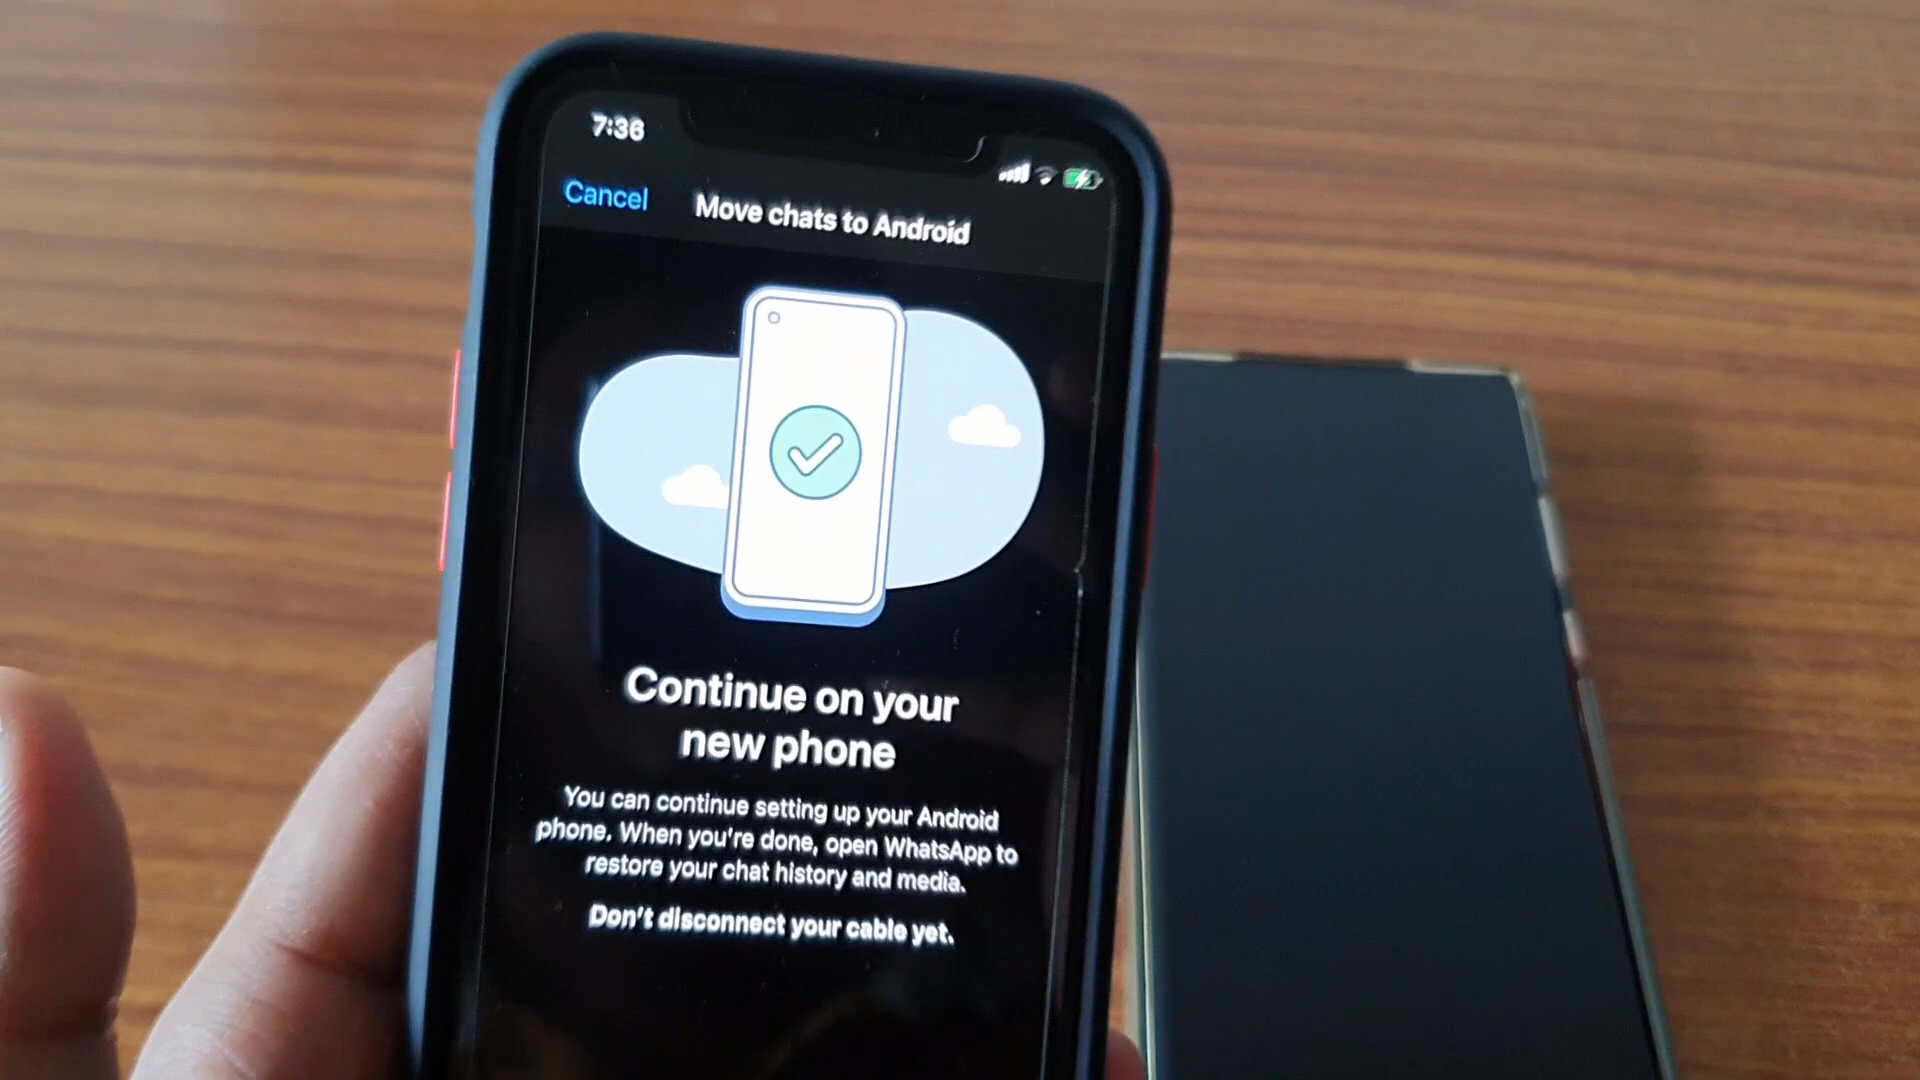 7:36
Cancel
Move chats to Android
Continue on your
new phone
You can continue setting up your Android
phone. When you're done, open WhatsApp to
restore your chat history and media.
Don't disconnect your cable yet.